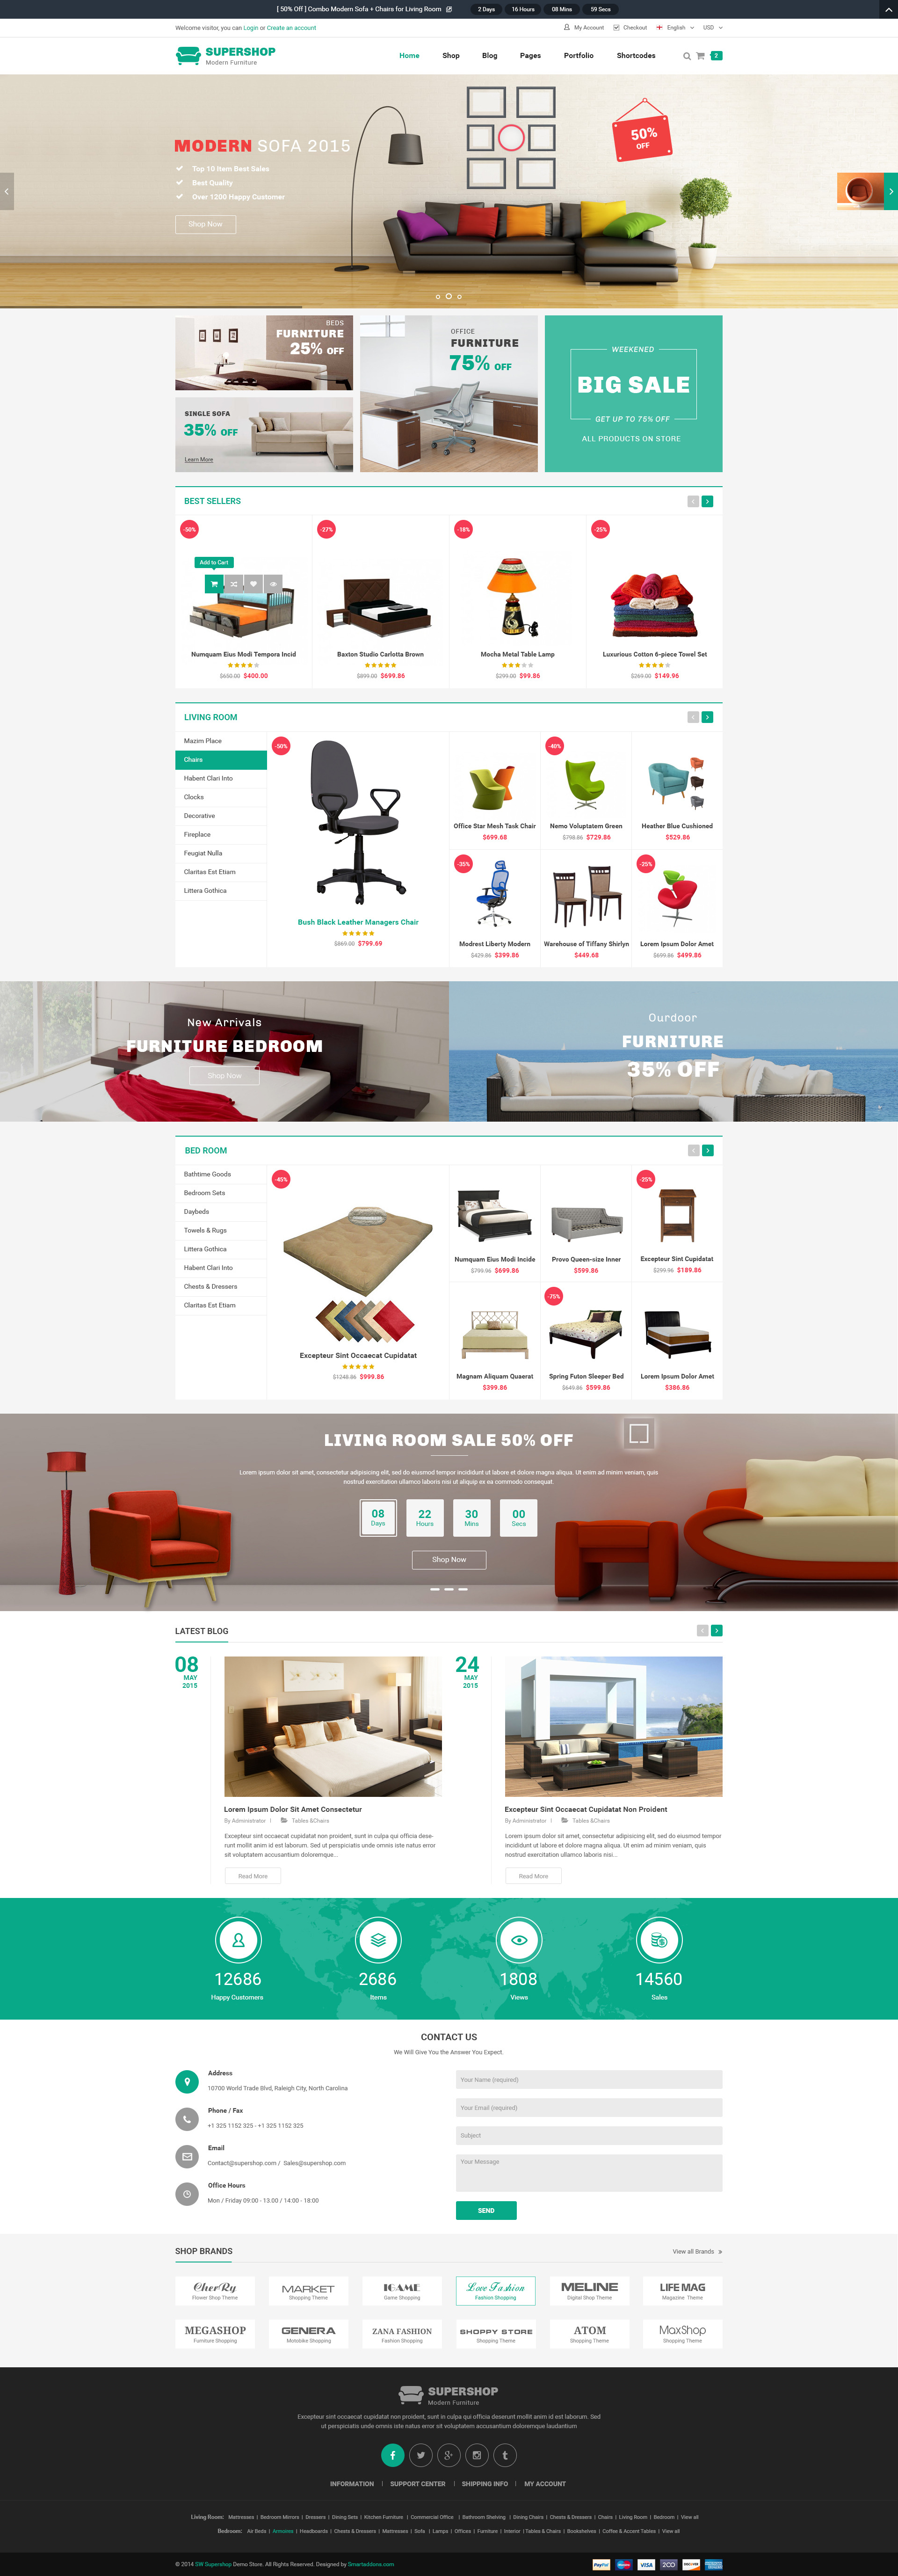 [ 50% Off ] Combo Modern Sofa + Chairs for Living Room 2 Days 16 Hours 08 Mins 59 Secs
Welcome visitor, you can Login or Create an account My Account Checkout English USD
SUPERSHOP
Modern Furniture
Home Shop Blog Pages Portfolio Shortcodes 2
MODERN SOFA 2015
Top 10 Item Best Sales
Best Quality
Over 1200 Happy Customer
Shop Now
50%
OFF
BEDS
FURNITURE
25% OFF
SINGLE SOFA
35% OFF
Learn More
OFFICE
FURNITURE
75% OFF
WEEKENED
BIG SALE
GET UP TO 75% OFF
ALL PRODUCTS ON STORE
BEST SELLERS
-50% -27% -18% -25%
Add to Cart
Numquam Eius Modi Tempora Incid Baxton Studio Carlotta Brown Mocha Metal Table Lamp Luxurious Cotton 6-piece Towel Set
$650.00 $400.00 $899.00 $699.86 $299.00 $99.86 $269.00 $149.96
LIVING ROOM
Mazim Place
Chairs
Habent Clari Into
Clocks
Decorative
Fireplace
Feugiat Nulla
Claritas Est Etiam
Littera Gothica
-50%
Bush Black Leather Managers Chair
$869.00 $799.69
-40%
Office Star Mesh Task Chair Nemo Voluptatem Green Heather Blue Cushioned
$699.68 $798.86 $729.86 $529.86
-35% -25%
Modrest Liberty Modern Warehouse of Tiffany Shirlyn Lorem Ipsum Dolor Amet
$429.86 $399.86 $449.68 $699.86 $499.86
New Arrivals
FURNITURE BEDROOM
Shop Now
Ourdoor
FURNITURE
35% OFF
BED ROOM
Bathtime Goods
Bedroom Sets
Daybeds
Towels & Rugs
Littera Gothica
Habent Clari Into
Chests & Dressers
Claritas Est Etiam
-45%
Excepteur Sint Occaecat Cupidatat
$1248.86 $999.86
-25%
Numquam Eius Modi Incide Provo Queen-size Inner Excepteur Sint Cupidatat
$799.96 $699.86 $599.86 $299.96 $189.86
-75%
Magnam Aliquam Quaerat Spring Futon Sleeper Bed Lorem Ipsum Dolor Amet
$399.86 $649.86 $599.86 $386.86
LIVING ROOM SALE 50% OFF
Lorem ipsum dolor sit amet, consectetur adipisicing elit, sed do eiusmod tempor incididunt ut labore et dolore magna aliqua. Ut enim ad minim veniam, quis
nostrud exercitation ullamco laboris nisi ut aliquip ex ea commodo consequat.
08 22 30 00
Days Hours Mins Secs
Shop Now
LATEST BLOG
08
MAY
2015
Lorem Ipsum Dolor Sit Amet Consectetur
By Administrator | Tables &Chairs
Excepteur sint occaecat cupidatat non proident, sunt in culpa qui officia dese-
runt mollit anim id est laborum. Sed ut perspiciatis unde omnis iste natus error
sit voluptatem accusantium doloremque...
Read More
24
MAY
2015
Excepteur Sint Occaecat Cupidatat Non Proident
By Administrator | Tables &Chairs
Lorem ipsum dolor sit amet, consectetur adipisicing elit, sed do eiusmod tempor
incididunt ut labore et dolore magna aliqua. Ut enim ad minim veniam, quis
nostrud exercitation ullamco laboris nisi...
Read More
12686 2686 1808 14560
Happy Customers Items Views Sales
CONTACT US
We Will Give You the Answer You Expect.
Address
10700 World Trade Blvd, Raleigh City, North Carolina
Phone / Fax
+1 325 1152 325 - +1 325 1152 325
Email
Contact@supershop.com / Sales@supershop.com
Office Hours
Mon / Friday 09:00 - 13.00 / 14:00 - 18:00
Your Name (required)
Your Email (required)
Subject
Your Message
SEND
SHOP BRANDS View all Brands »
CherRy MARKET IGAME Love Fashion MELINE LIFE MAG
Flower Shop Theme Shopping Theme Game Shopping Fashion Shopping Digital Shop Theme Magazine Theme
MEGASHOP GENERA ZANA FASHION SHOPPY STORE ATOM MaxShop
Furniture Shopping Motobike Shopping Fashion Shopping Shopping Theme Shopping Theme Shopping Theme
SUPERSHOP
Modern Furniture
Excepteur sint occaecat cupidatat non proident, sunt in culpa qui officia deserunt mollit anim id est laborum. Sed
ut perspiciatis unde omnis iste natus error sit voluptatem accusantium doloremque laudantium
INFORMATION | SUPPORT CENTER | SHIPPING INFO | MY ACCOUNT
Living Room: Mattresses | Bedroom Mirrors | Dressers | Dining Sets | Kitchen Furniture | Commercial Office | Bathroom Shelving | Dining Chairs | Chests & Dressers | Chairs | Living Room | Bedroom | View all
Bedroom: Air Beds | Armoires | Headboards | Chests & Dressers | Mattresses | Sofa | Lamps | Offices | Furniture | Interior | Tables & Chairs | Bookshelves | Coffee & Accent Tables | View all
© 2014 SW Supershop Demo Store. All Rights Reserved. Designed by Smartaddons.com PayPal VISA 2CO DISCOVER